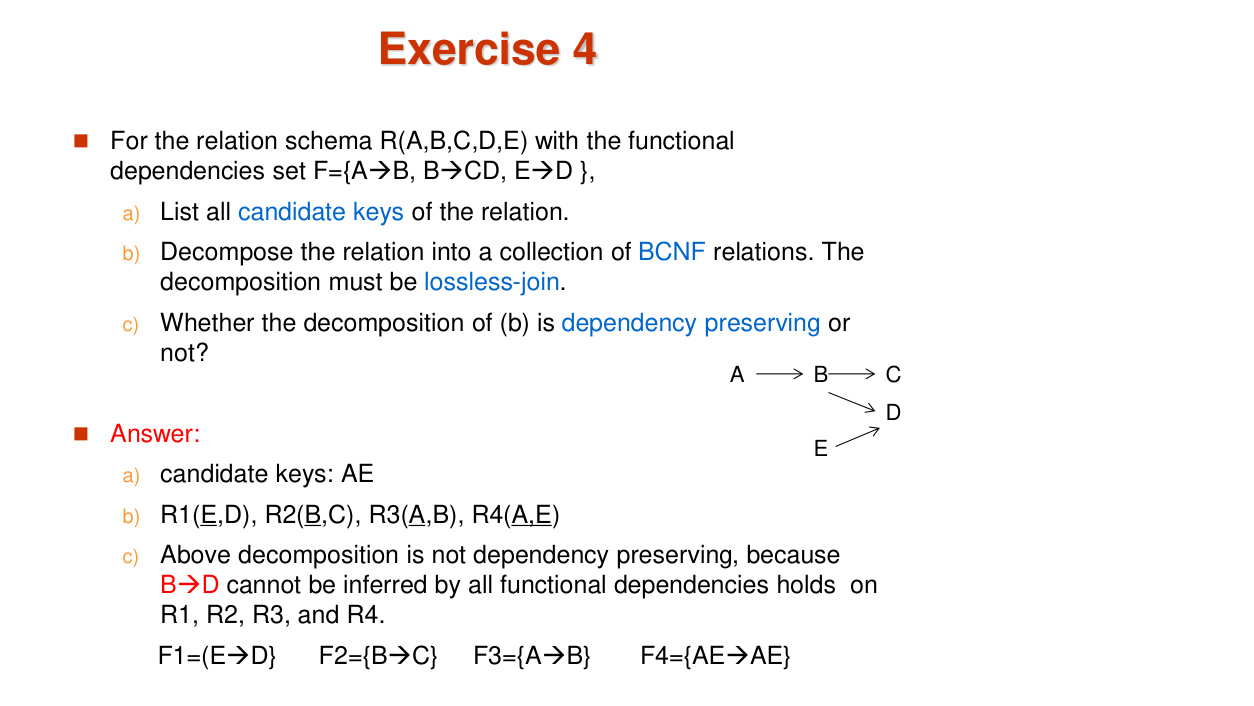 Exercise 4
For the relation schema R(A,B,C,D,E) with the functional
dependencies set F={A→B, B→CD, E→D },
a) List all candidate keys of the relation.
b) Decompose the relation into a collection of BCNF relations. The
decomposition must be lossless-join.
c) Whether the decomposition of (b) is dependency preserving or
not?
A → B → C
D
E
Answer:
a) candidate keys: AE
b) R1(E,D), R2(B,C), R3(A,B), R4(A,E)
c) Above decomposition is not dependency preserving, because
B→D cannot be inferred by all functional dependencies holds on
R1, R2, R3, and R4.
F1=(E→D} F2={B→C} F3={A→B} F4={AE→AE}